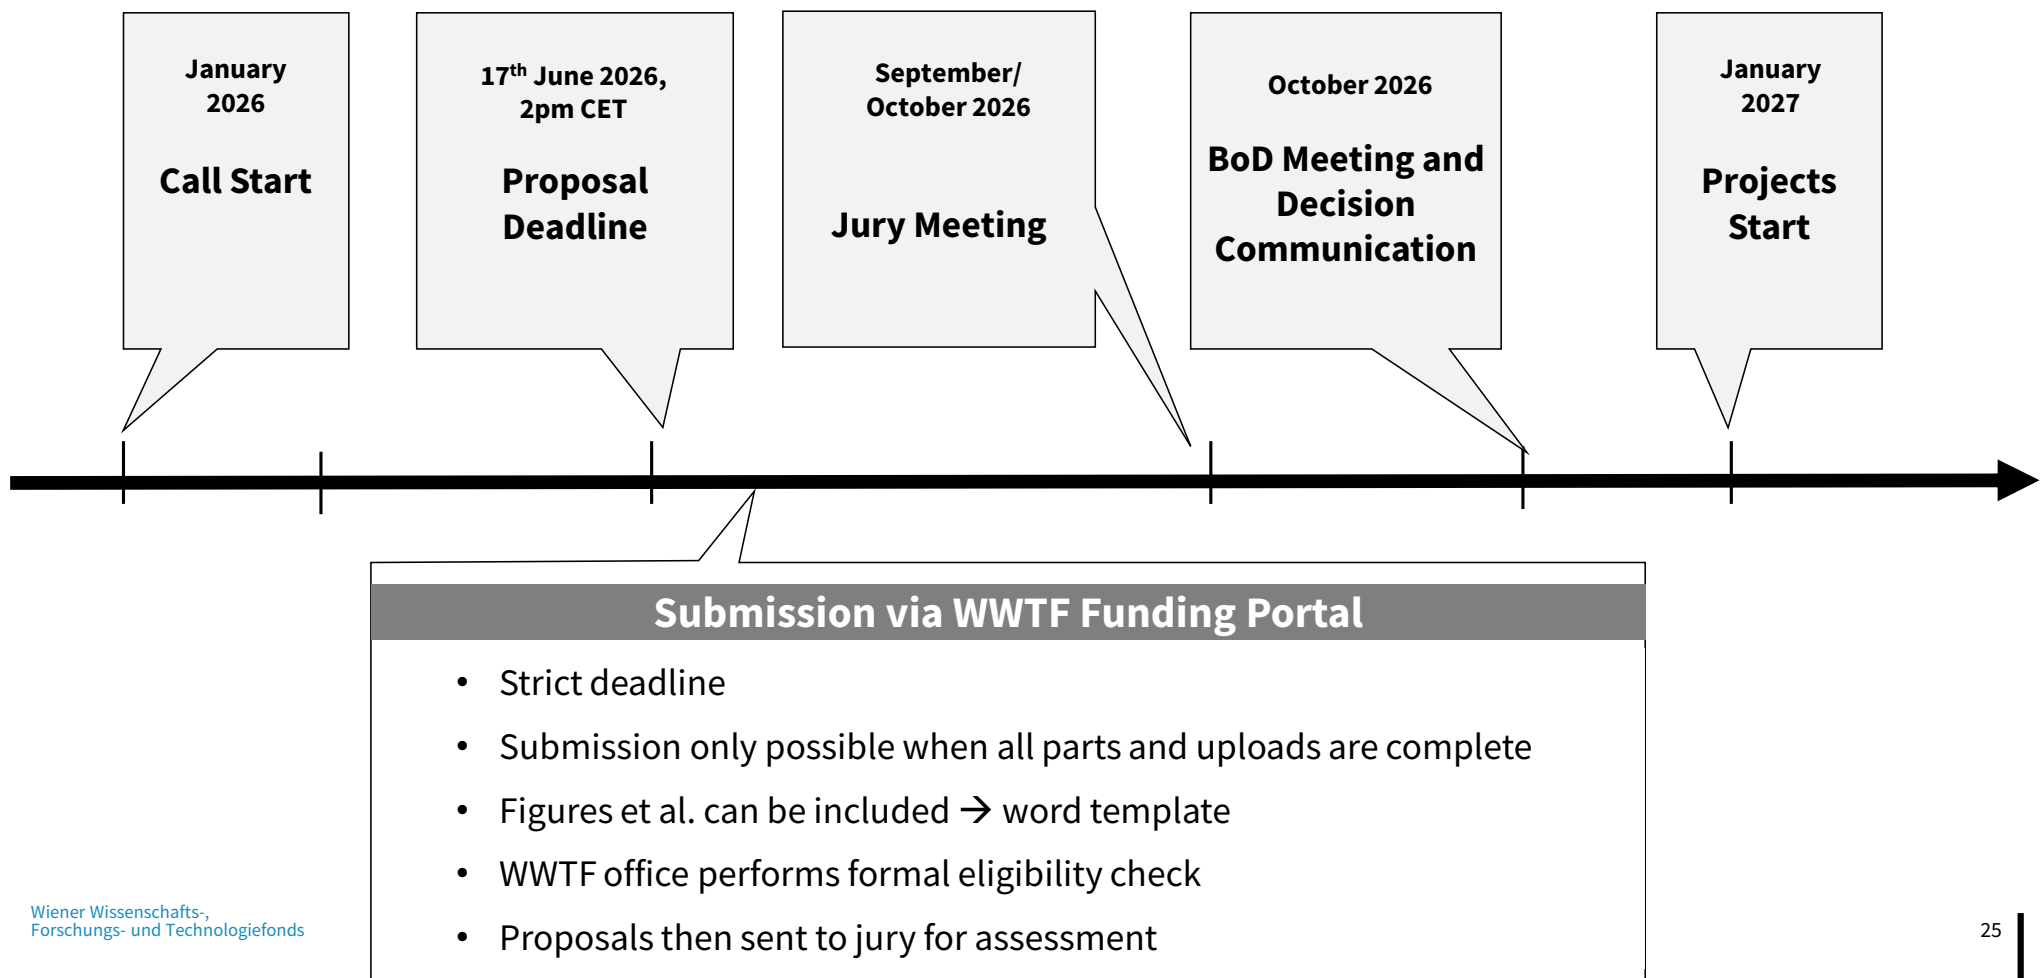 January
2026
Call Start
17th June 2026,
2pm CET
Proposal
Deadline
September/
October 2026
Jury Meeting
October 2026
BoD Meeting and
Decision
Communication
January
2027
Projects
Start
Submission via WWTF Funding Portal
• Strict deadline
• Submission only possible when all parts and uploads are complete
• Figures et al. can be included → word template
• WWTF office performs formal eligibility check
• Proposals then sent to jury for assessment
Wiener Wissenschafts-,
Forschungs- und Technologiefonds
25